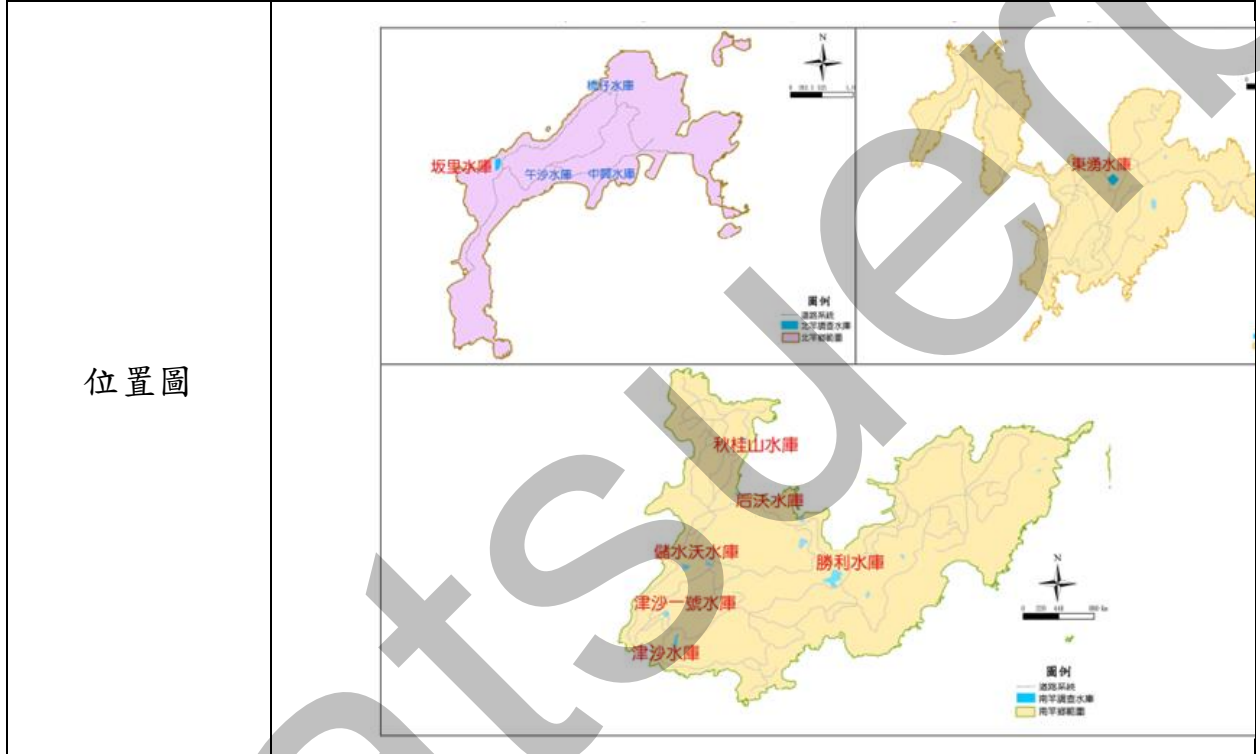 位置圖
N
橋仔水庫
坂里水庫
午沙水庫
中興水庫
圖例
道路系統
北竿調查水庫
北竿鄉範圍
東湧水庫
秋桂山水庫
后沃水庫
儲水沃水庫
勝利水庫
津沙一號水庫
津沙水庫
N
圖例
道路系統
南竿調查水庫
南竿鄉範圍